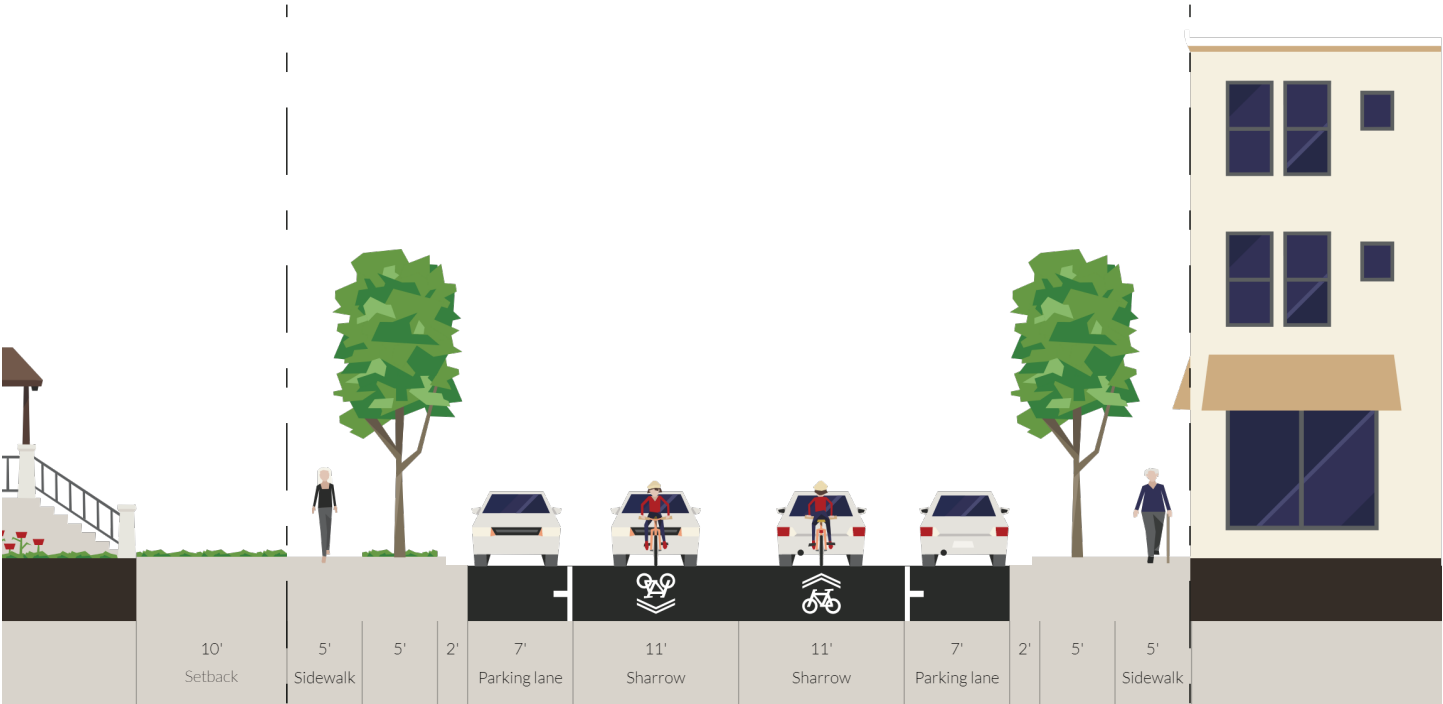 10' 5' 5' 2' 7' 11' 11' 7' 2' 5' 5'
Setback Sidewalk Parking lane Sharrow Sharrow Parking lane Sidewalk